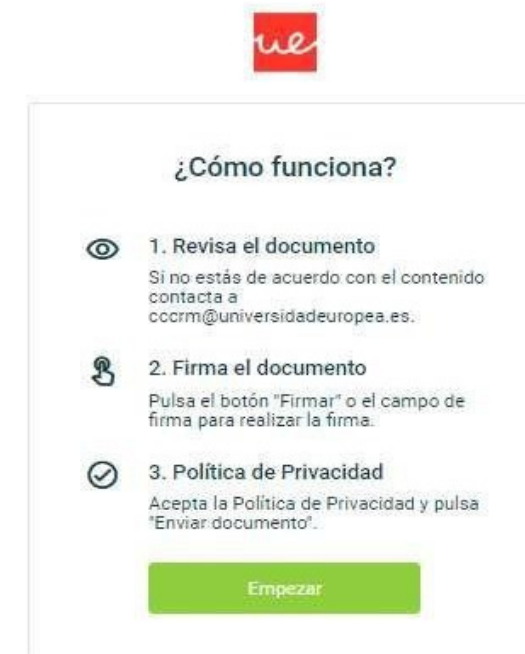 ue
¿Cómo funciona?
1. Revisa el documento
Si no estás de acuerdo con el contenido
contacta a
cccrm@universidadeuropea.es.
2. Firma el documento
Pulsa el botón "Firmar" o el campo de
firma para realizar la firma.
3. Política de Privacidad
Acepta la Política de Privacidad y pulsa
"Enviar documento".
Empezar